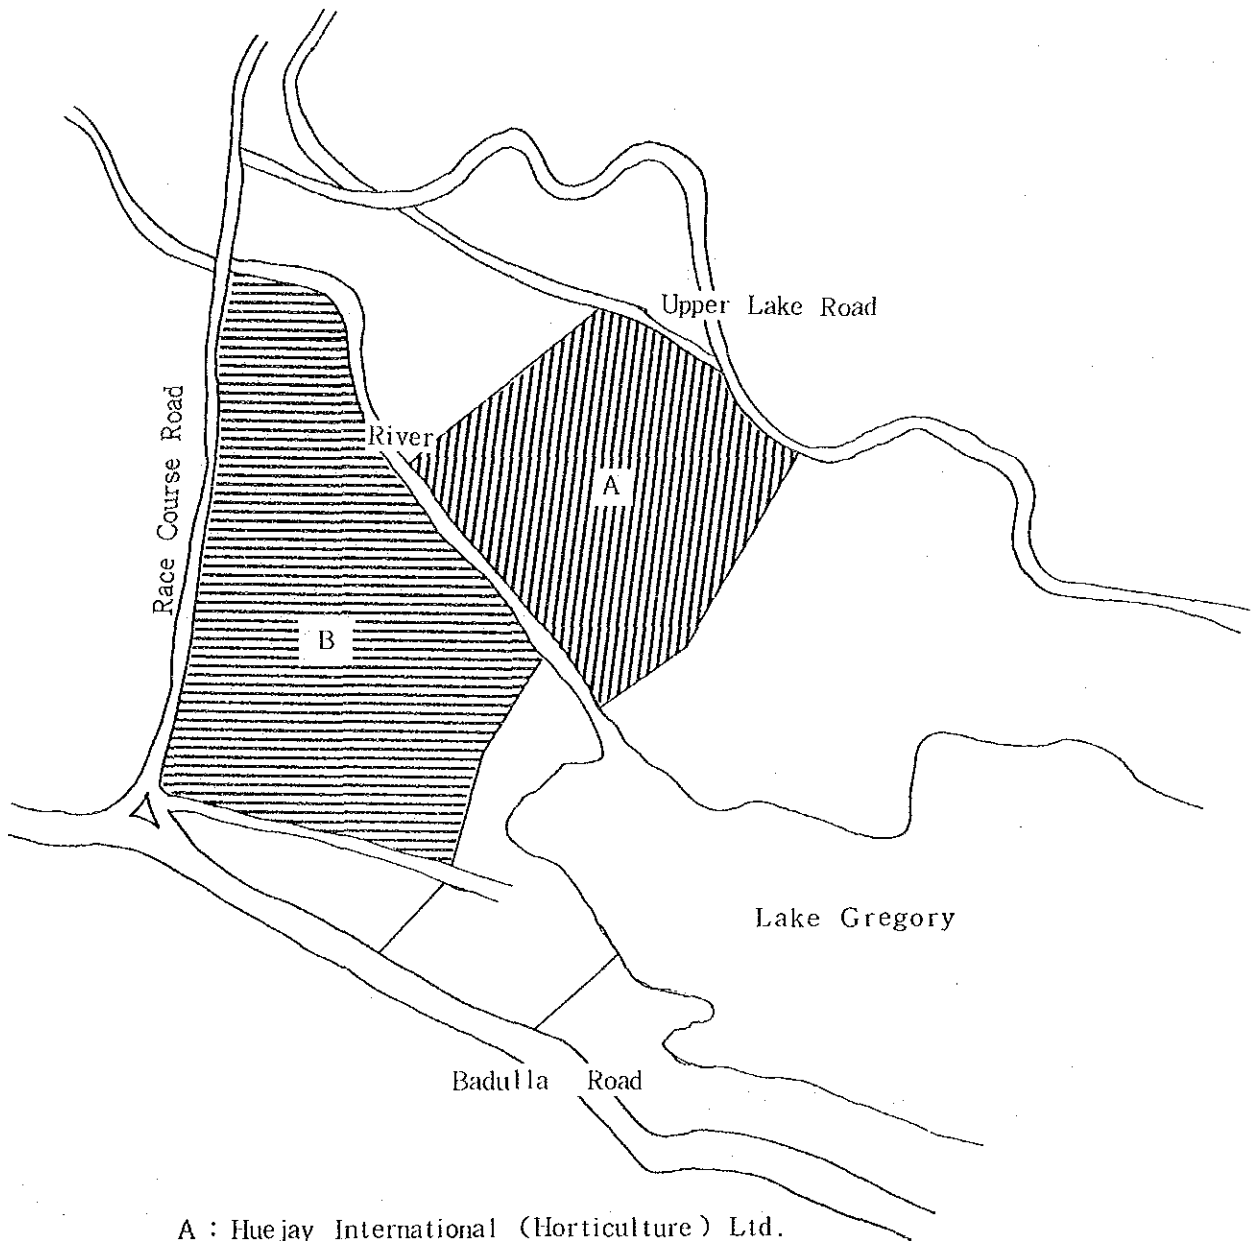 Upper Lake Road
Race Course Road
River
A
B
Lake Gregory
Badulla Road
A : Huejay International (Horticulture) Ltd.